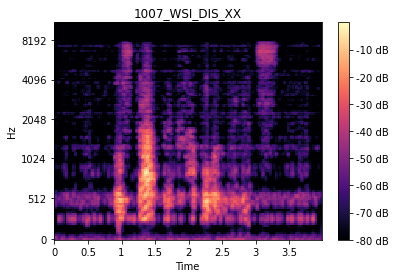 1007_WSI_DIS_XX
8192
4096
2048
1024
512
0
Hz
0
0.5
1
1.5
2
2.5
3
3.5
Time
-10 dB
-20 dB
-30 dB
-40 dB
-50 dB
-60 dB
-70 dB
-80 dB